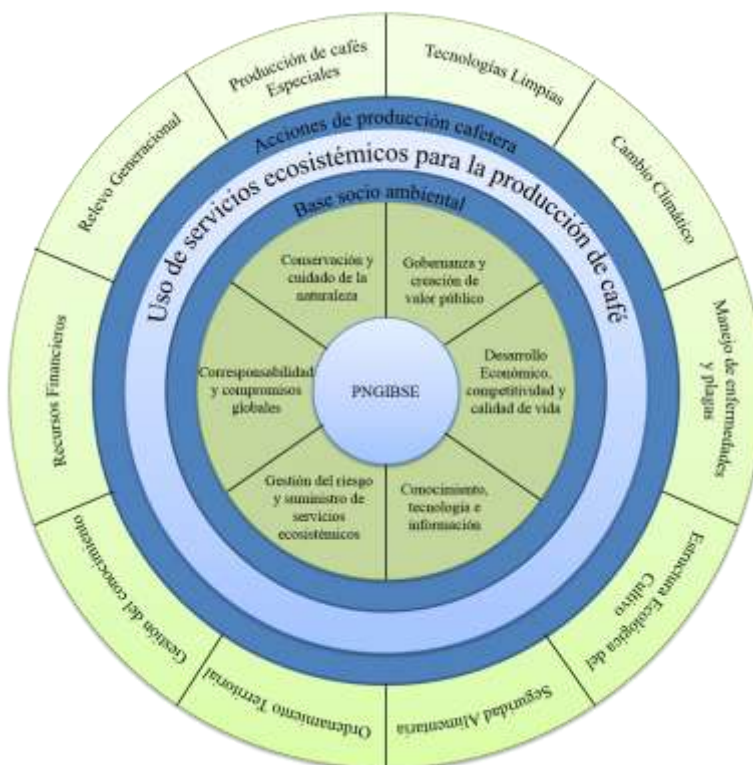 Producción de cafés
Especiales
Tecnologías Limpias
Cambio Climático
Manejo de enfermedades
y plagas
Estructura Ecológica del
Cultivo
Seguridad Alimentaria
Ordenamiento Territorial
Gestión del conocimiento
Recursos Financieros
Relevo Generacional
Acciones de producción cafetera
Uso de servicios ecosistémicos para la producción de café
Base socio ambiental
Conservación y
cuidado de la
naturaleza
Gobernanza y
creación de
valor público
Corresponsabilidad
y compromisos
globales
PNGIBSE
Desarrollo
Económico,
competitividad y
calidad de vida
Gestión del riesgo
y suministro de
servicios
ecosistémicos
Conocimiento,
tecnología e
información